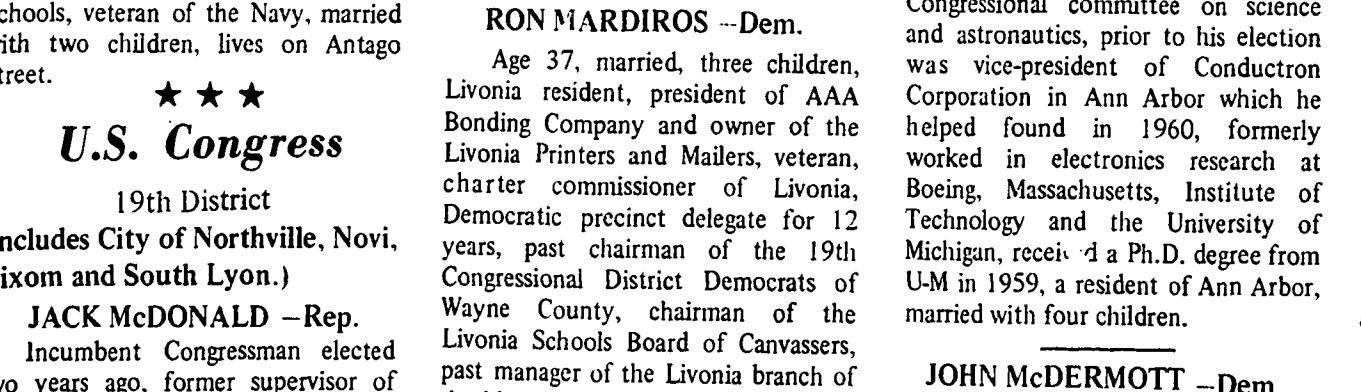 schools, veteran of the Navy, married
with two children, lives on Antago
street.
★ ★ ★
U.S. Congress
19th District
ncludes City of Northville, Novi,
ixom and South Lyon.)
JACK McDONALD —Rep.
Incumbent Congressman elected
years ago, former supervisor of
RON MARDIROS —Dem.
Age 37, married, three children,
Livonia resident, president of AAA
Bonding Company and owner of the
Livonia Printers and Mailers, veteran,
charter commissioner of Livonia,
Democratic precinct delegate for 12
years, past chairman of the 19th
Congressional District Democrats of
Wayne County, chairman of the
Livonia Schools Board of Canvassers,
past manager of the Livonia branch of
Congressional committee on science
and astronautics, prior to his election
was vice-president of Conductron
Corporation in Ann Arbor which he
helped found in 1960, formerly
worked in electronics research at
Boeing, Massachusetts, Institute of
Technology and the University of
Michigan, received a Ph.D. degree from
U-M in 1959, a resident of Ann Arbor,
married with four children.
JOHN McDERMOTT —Dem